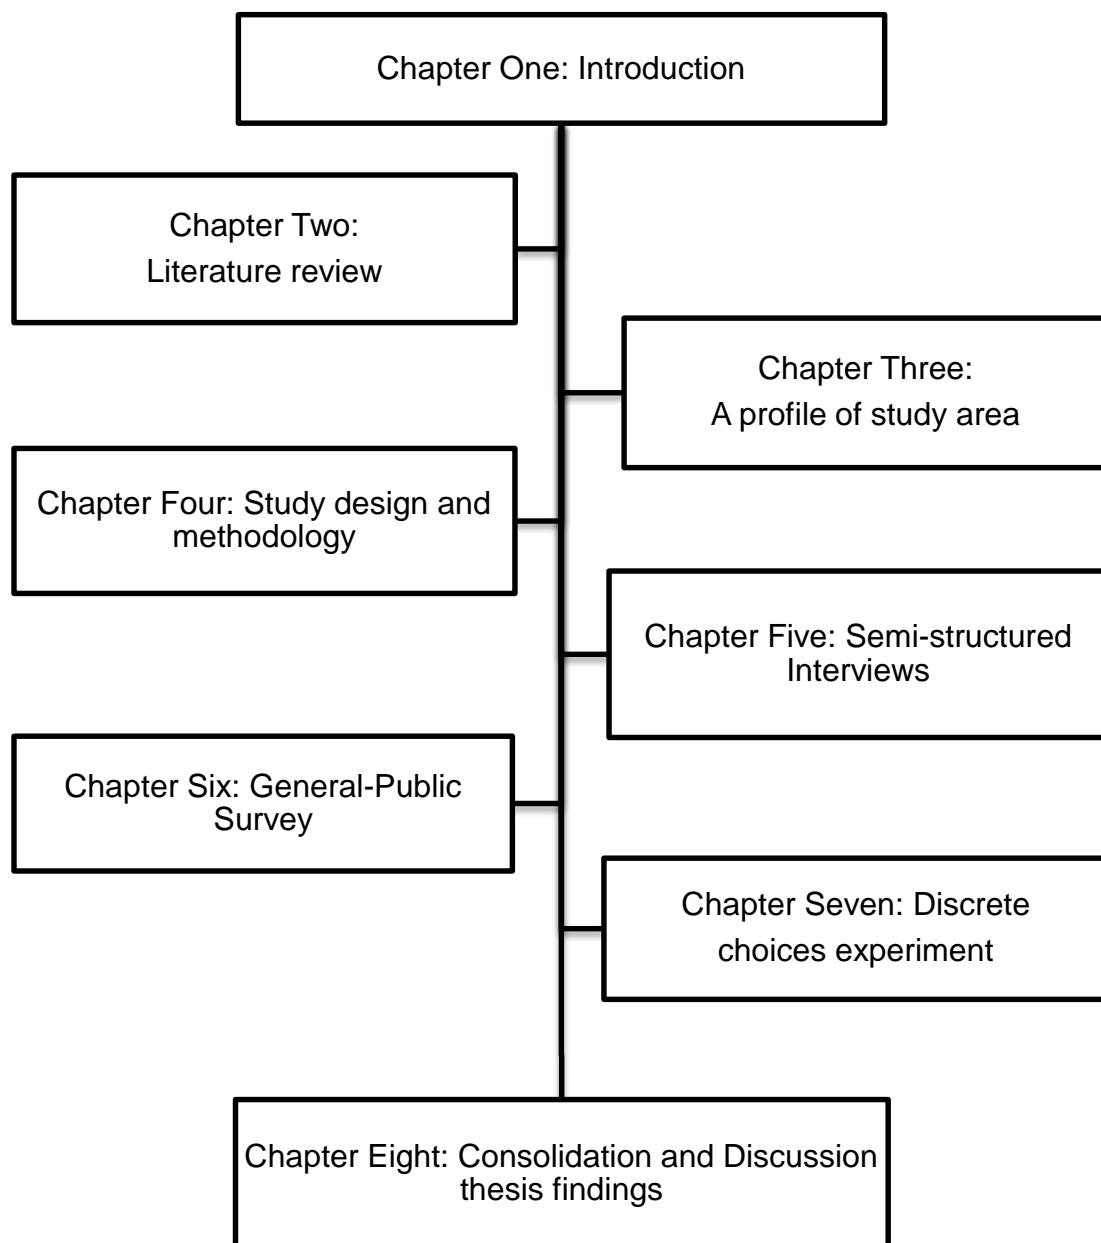 Chapter One: Introduction
Chapter Two:
Literature review
Chapter Three:
A profile of study area
Chapter Four: Study design and
methodology
Chapter Five: Semi-structured
Interviews
Chapter Six: General-Public
Survey
Chapter Seven: Discrete
choices experiment
Chapter Eight: Consolidation and Discussion
thesis findings